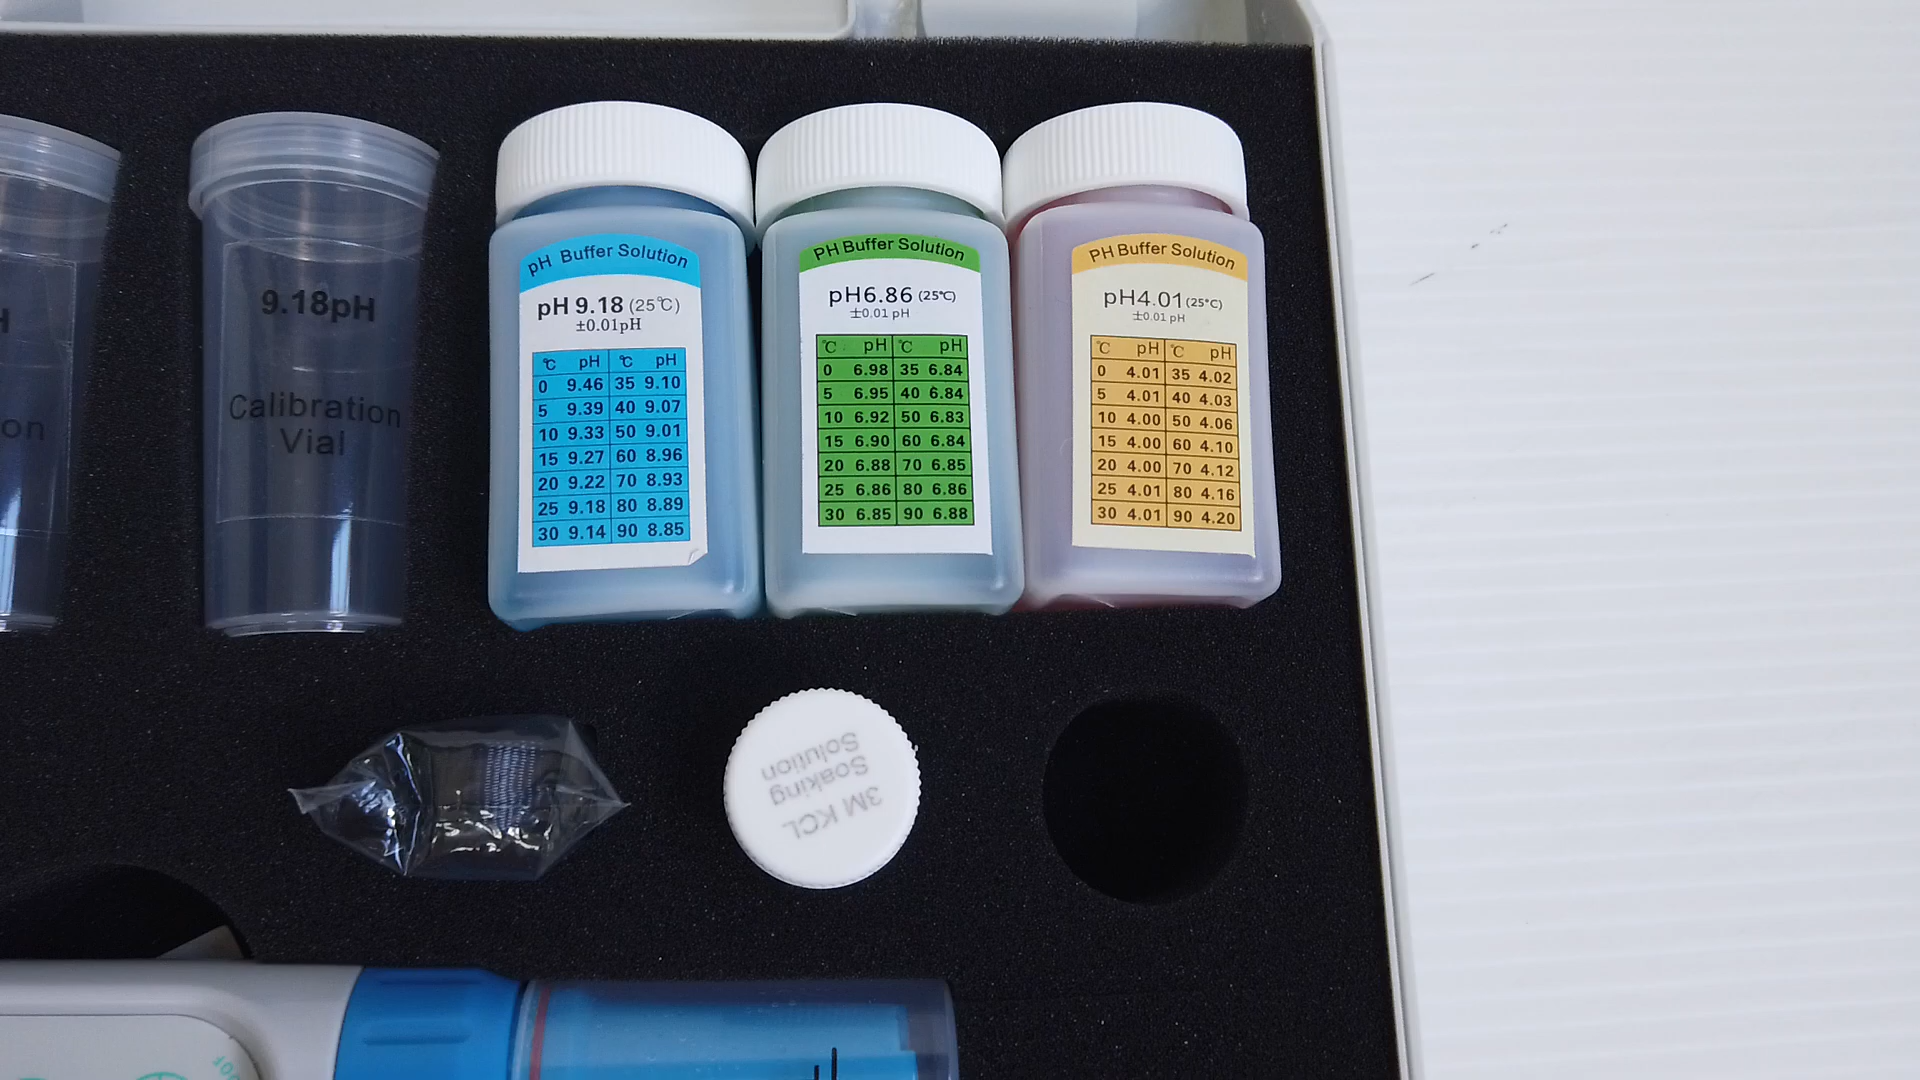 9.18pH
Calibration
Vial
on
pH Buffer Solution
pH 9.18 (25℃)
±0.01pH
℃ pH ℃ pH
0 9.46 35 9.10
5 9.39 40 9.07
10 9.33 50 9.01
15 9.27 60 8.96
20 9.22 70 8.93
25 9.18 80 8.89
30 9.14 90 8.85
PH Buffer Solution
pH6.86 (25℃)
±0.01 pH
℃ pH ℃ pH
0 6.98 35 6.84
5 6.95 40 6.84
10 6.92 50 6.83
15 6.90 60 6.84
20 6.88 70 6.85
25 6.86 80 6.86
30 6.85 90 6.88
PH Buffer Solution
pH4.01 (25℃)
±0.01 pH
℃ pH ℃ pH
0 4.01 35 4.02
5 4.01 40 4.03
10 4.00 50 4.06
15 4.00 60 4.10
20 4.00 70 4.12
25 4.01 80 4.16
30 4.01 90 4.20
3M KCL
Soaking
Solution